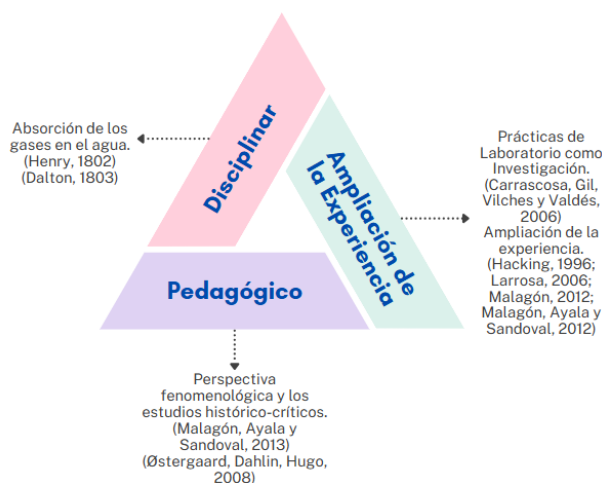 Absorción de los
gases en el agua.
(Henry, 1802)
(Dalton, 1803)
Disciplinar
Ampliación de
la Experiencia
Pedagógico
Prácticas de
Laboratorio como
Investigación.
(Carrascosa, Gil,
Vilches y Valdés,
2006)
Ampliación de la
experiencia.
(Hacking, 1996;
Larrosa, 2006;
Malagón, 2012;
Malagón, Ayala y
Sandoval, 2012)
Perspectiva
fenomenológica y los
estudios histórico-críticos.
(Malagón, Ayala y
Sandoval, 2013)
(Østergaard, Dahlin, Hugo,
2008)